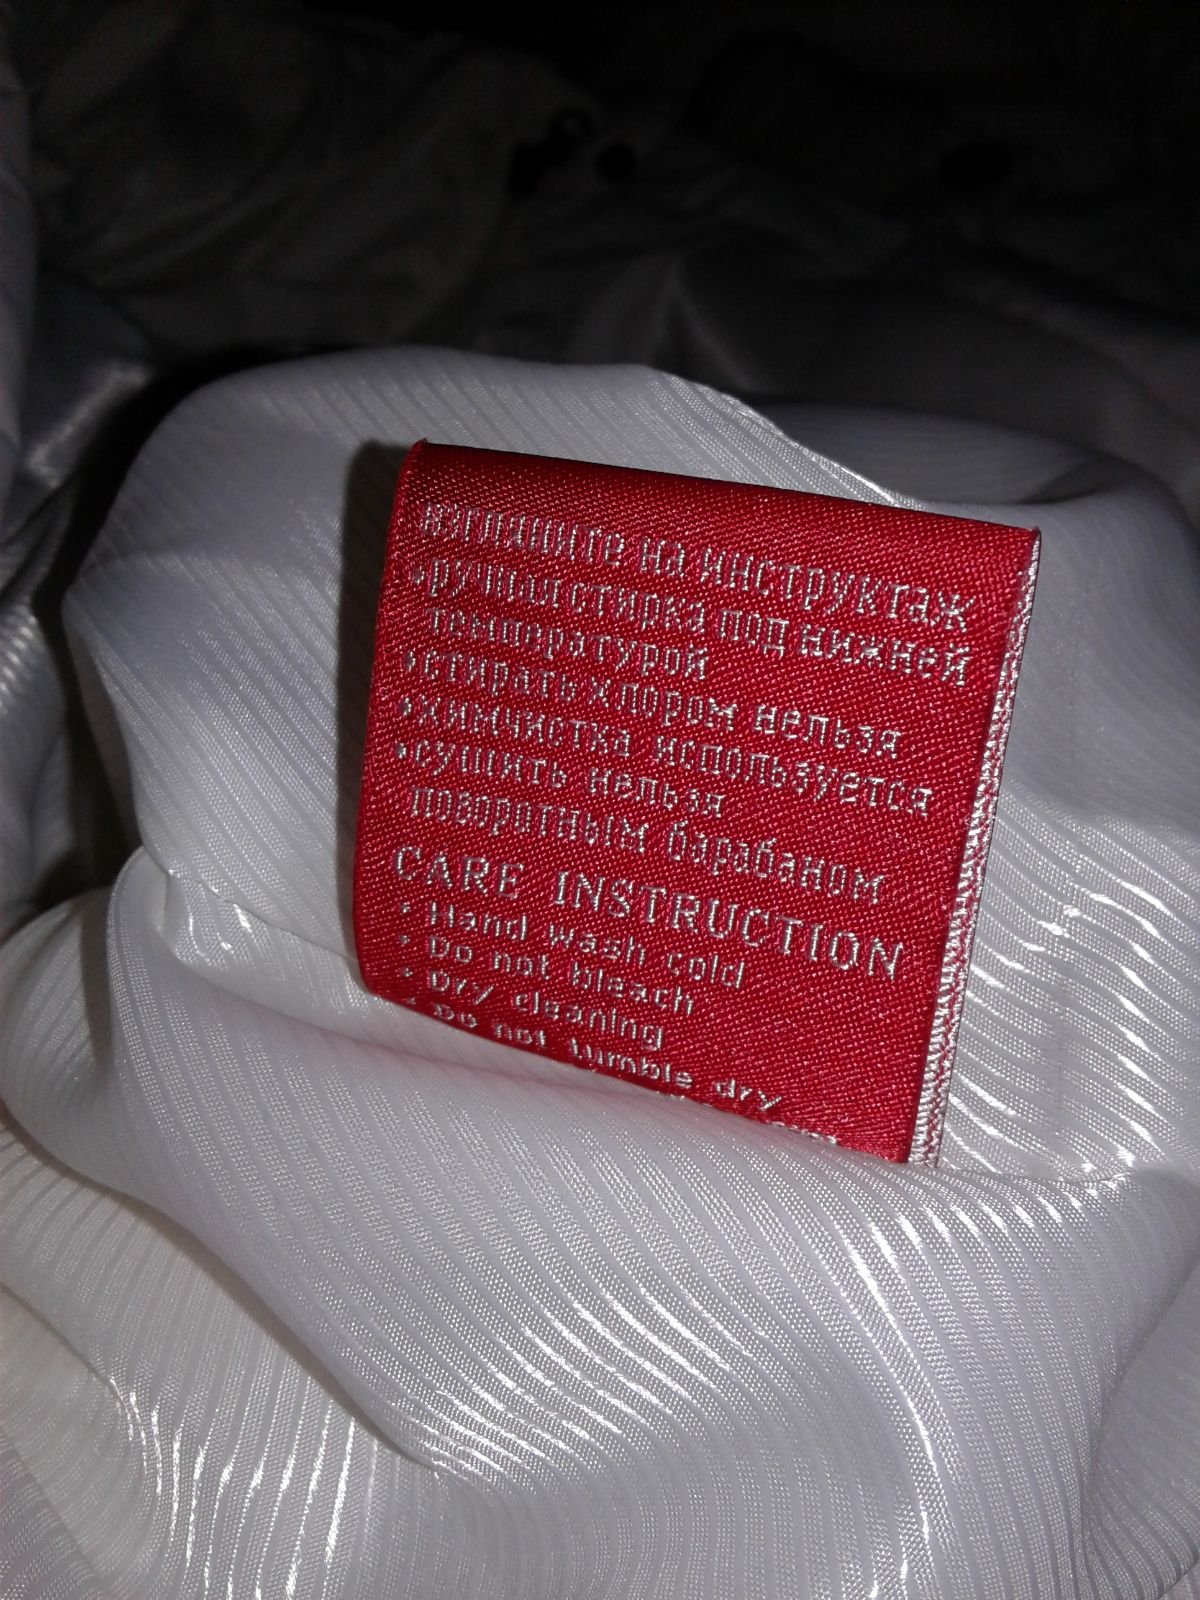 взгляните на инструктаж
•ручная стирка под нижней
температурой
•стирать хлором нельзя
•химчистка используется
•сушить нельзя
поворотным барабаном
CARE INSTRUCTION
• Hand wash cold
• Do not bleach
• Dry cleaning
• Do not tumble dry